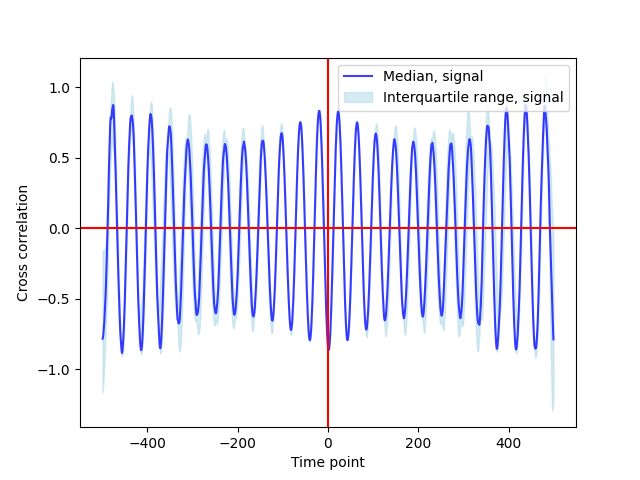 Median, signal
Interquartile range, signal
1.0
0.5
0.0
−0.5
−1.0
Cross correlation
−400
−200
0
200
400
Time point